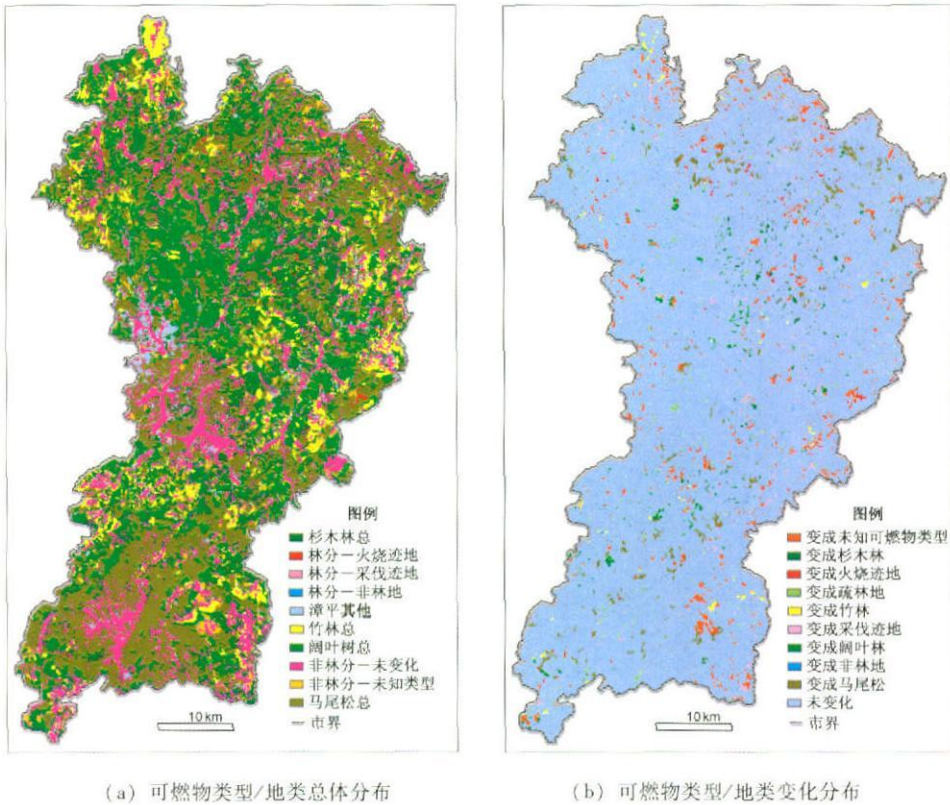 图例
杉木林总
林分-火烧迹地
林分-采伐迹地
林分-非林地
漳平其他
竹林总
阔叶树总
非林分-未变化
非林分-未知类型
马尾松总
市界
10 km
图例
变成未知可燃物类型
变成杉木林
变成火烧迹地
变成疏林地
变成竹林
变成采伐迹地
变成阔叶林
变成非林地
变成马尾松
未变化
市界
10 km
(a) 可燃物类型/地类总体分布
(b) 可燃物类型/地类变化分布